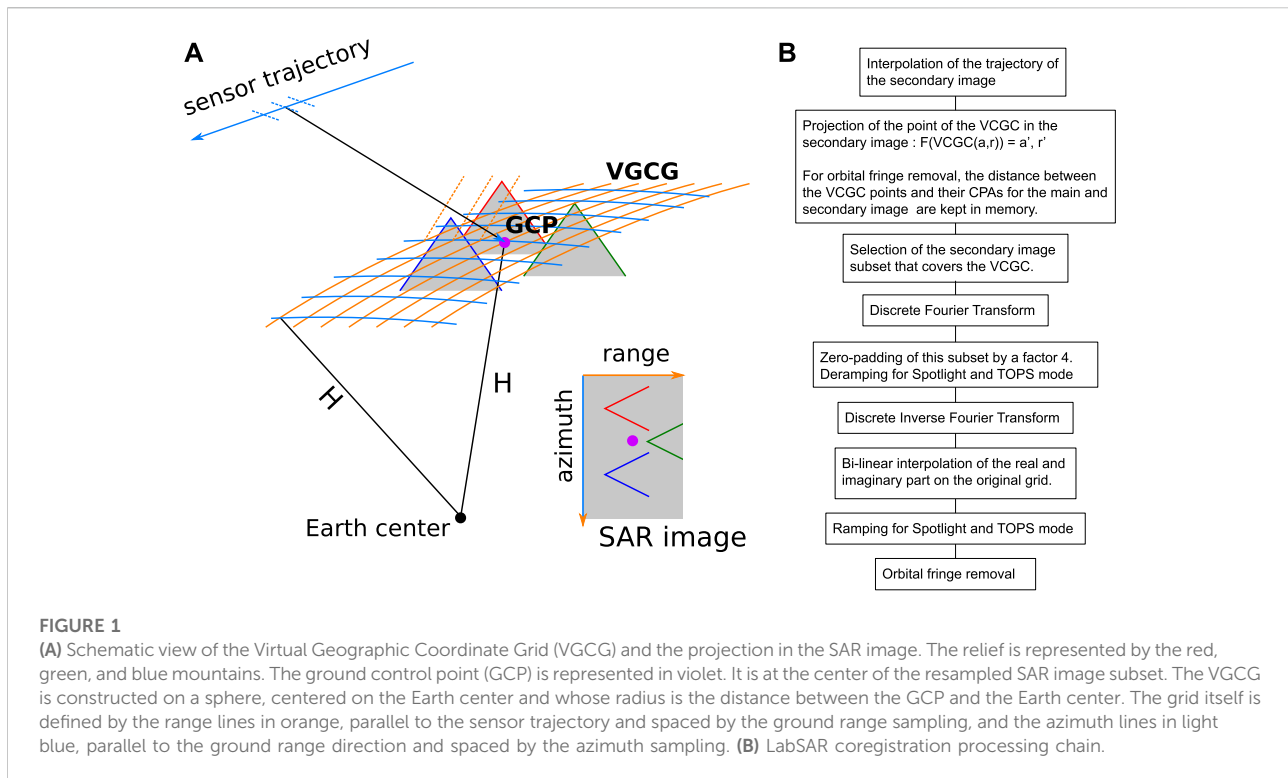 A
sensor trajectory
VGCG
GCP
H
H
Earth center
range
azimuth
SAR image
B
Interpolation of the trajectory of
the secondary image
Projection of the point of the VCGC in the
secondary image : F(VCGC(a,r)) = a', r'
For orbital fringe removal, the distance between
the VCGC points and their CPAs for the main and
secondary image are kept in memory.
Selection of the secondary image
subset that covers the VCGC.
Discrete Fourier Transform
Zero-padding of this subset by a factor 4.
Deramping for Spotlight and TOPS mode
Discrete Inverse Fourier Transform
Bi-linear interpolation of the real and
imaginary part on the original grid.
Ramping for Spotlight and TOPS mode
Orbital fringe removal
FIGURE 1
(A) Schematic view of the Virtual Geographic Coordinate Grid (VGCG) and the projection in the SAR image. The relief is represented by the red,
green, and blue mountains. The ground control point (GCP) is represented in violet. It is at the center of the resampled SAR image subset. The VGCG
is constructed on a sphere, centered on the Earth center and whose radius is the distance between the GCP and the Earth center. The grid itself is
defined by the range lines in orange, parallel to the sensor trajectory and spaced by the ground range sampling, and the azimuth lines in light
blue, parallel to the ground range direction and spaced by the azimuth sampling. (B) LabSAR coregistration processing chain.